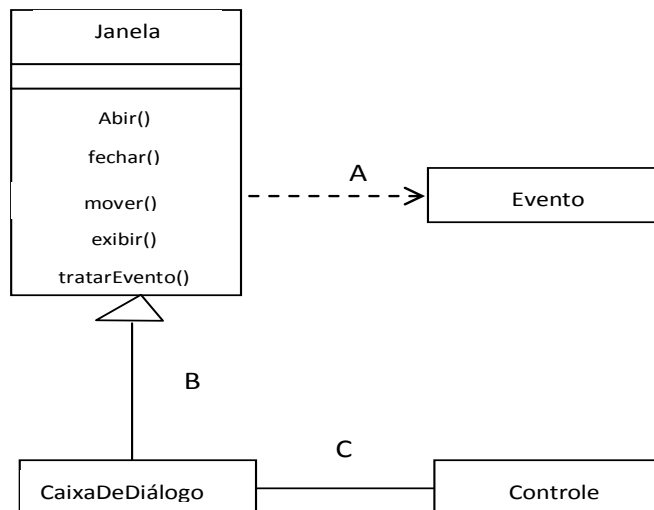 Janela
Abir()
fechar()
mover()
exibir()
tratarEvento()
A
Evento
B
C
CaixaDeDiálogo
Controle